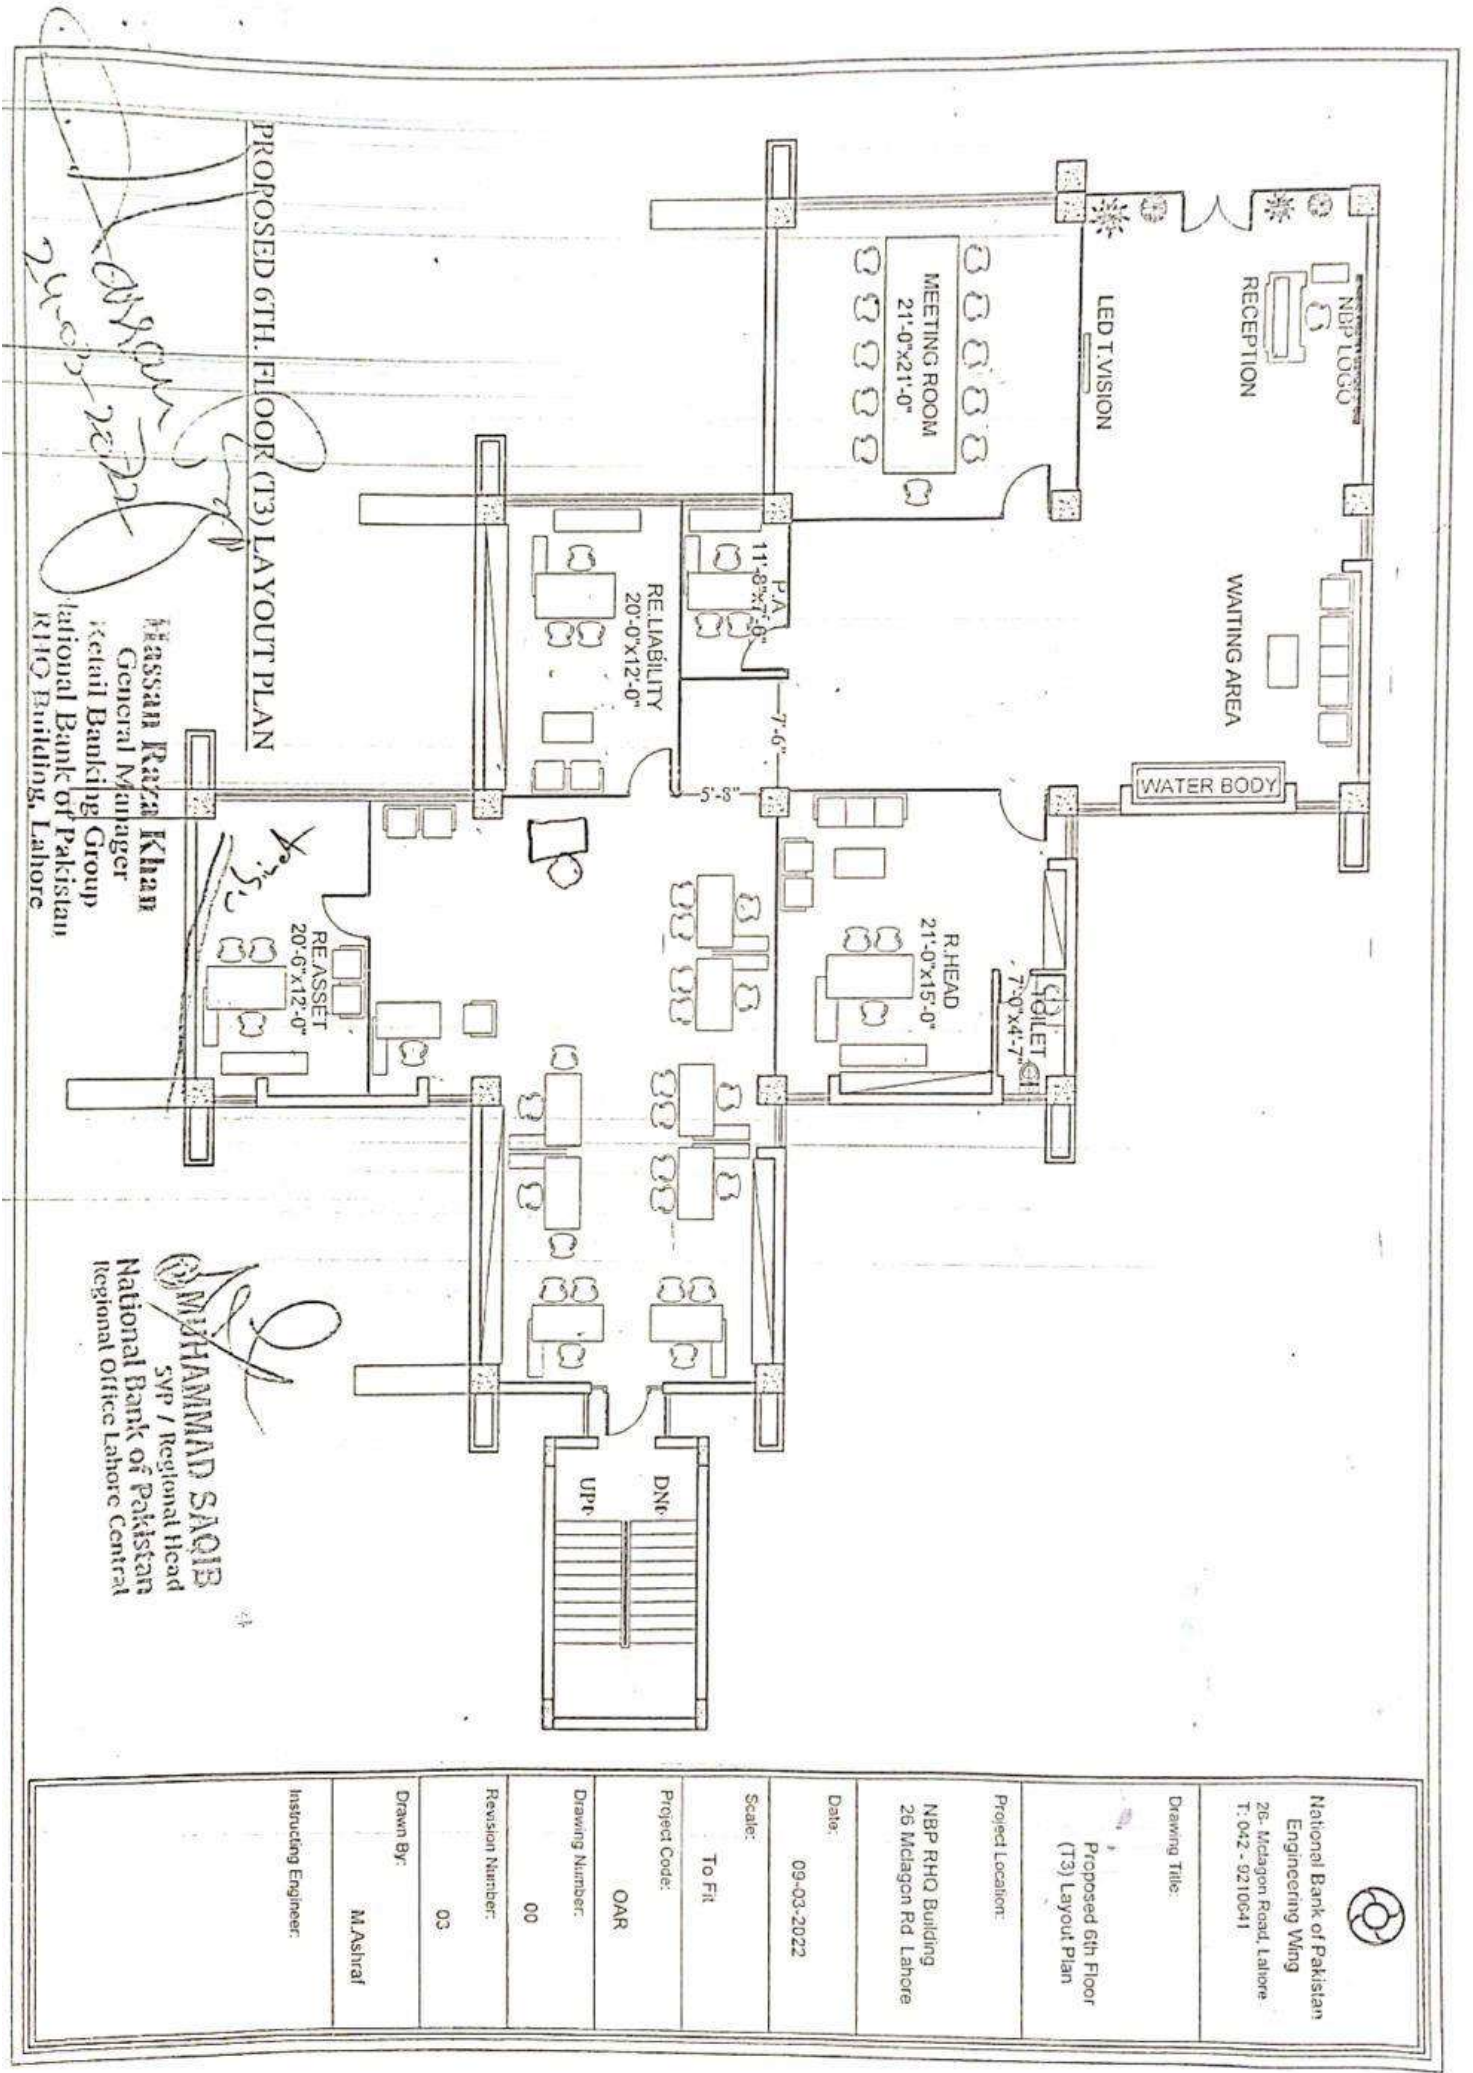 NBP LOGO
RECEPTION
WAITING AREA
WATER BODY
LED T.VISION
MEETING ROOM
21'-0"x21'-0"
P.A
11'-8"x7'-6"
7'-6"
5'-8"
RE.LIABILITY
20'-0"x12'-0"
R.HEAD
21'-0"x15'-0"
TOILET
7'-0"x4'-7"
RE.ASSET
20'-6"x12'-0"
DN
UP
PROPOSED 6TH. FLOOR (T3) LAYOUT PLAN
24-03-2022
Hassan Raza Khan
General Manager
Retail Banking Group
National Bank of Pakistan
RHQ Building, Lahore
MUHAMMAD SAQIB
SVP / Regional Head
National Bank of Pakistan
Regional Office Lahore Central
National Bank of Pakistan
Engineering Wing
26- Mclagon Road, Lahore
T: 042 - 9210641
Drawing Title:
Proposed 6th Floor
(T3) Layout Plan
Project Location:
NBP RHQ Building
26 Mclagon Rd Lahore
Date:
09-03-2022
Scale:
To Fit
Project Code:
OAR
Drawing Number:
00
Revision Number:
03
Drawn By:
M.Ashraf
Instructing Engineer: